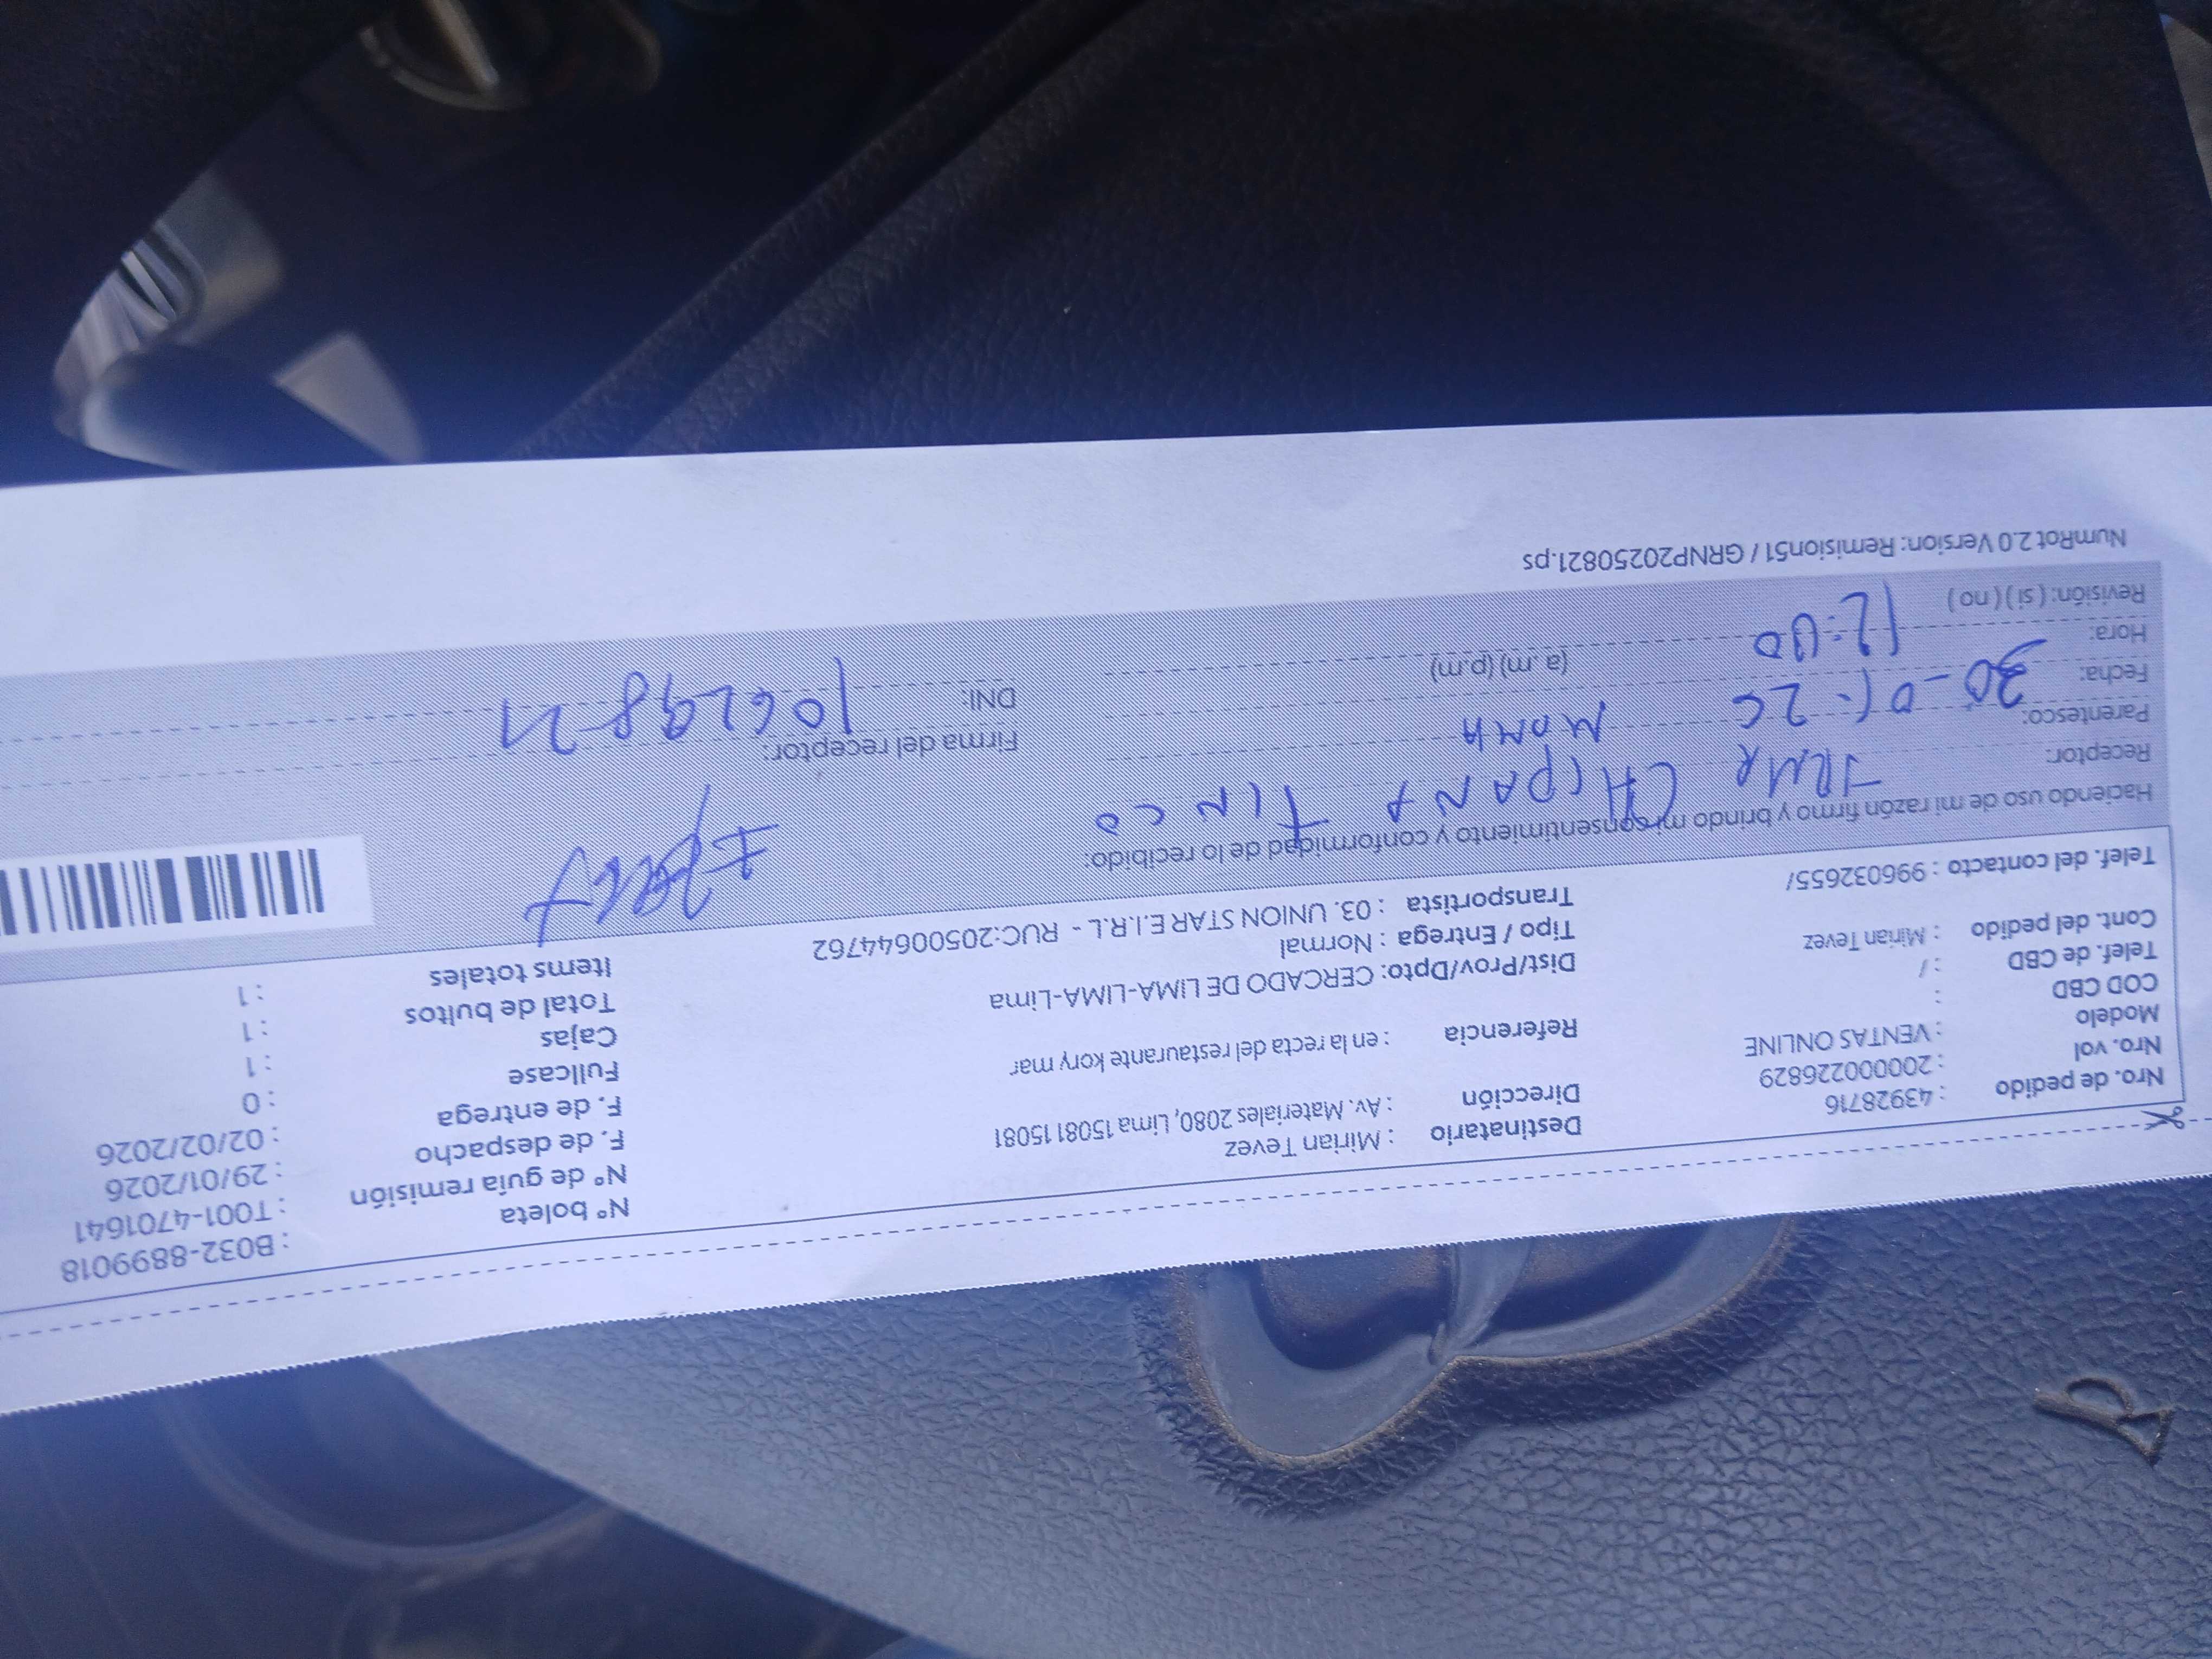 Nro. de pedido : 43928716
Nro. vol : 2000000226829
Modelo : VENTAS ONLINE
COD CBD :
Telef. de CBD : /
Cont. del pedido : Mirian Tevez
Telef. del contacto : 996032655/
Destinatario : Mirian Tevez
Dirección : Av. Materiales 2080, Lima 15081 15081
Referencia : en la recta del restaurante kory mar
Dist/Prov/Dpto: CERCADO DE LIMA-LIMA-Lima
Tipo / Entrega : Normal
Transportista : 03. UNION STAR E.I.R.L - RUC:20500644762
N° boleta : B032-8899018
N° de guía remisión : T001-4701641
F. de despacho : 29/01/2026
F. de entrega : 02/02/2026
Fullcase : 0
Cajas : 1
Total de bultos : 1
Items totales : 1
Haciendo uso de mi razón firmo y brindo mi consentimiento y conformidad de lo recibido:
Receptor: CHIPANA TINCO
Parentesco: MAMA
Fecha: 30-01-26
Hora: 12:00 (a.m) (p.m)
Revisión: ( si ) ( no )
Firma del receptor:
DNI:
NumRot 2.0 Version: Remision51 / GRNP20250821.ps